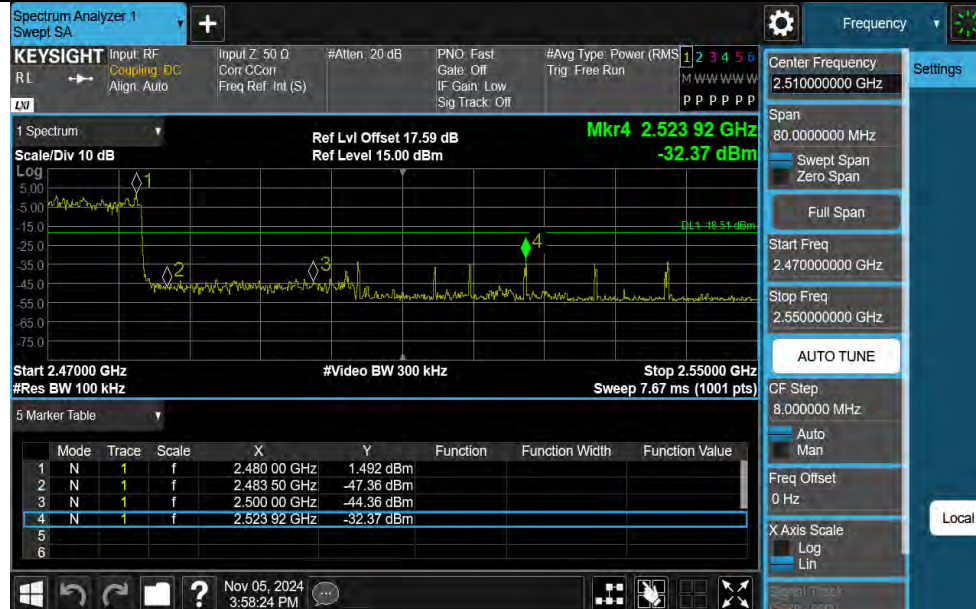 Spectrum Analyzer 1
Swept SA
+
Frequency
KEYSIGHT
RL
LXI
Input: RF
Coupling: DC
Align: Auto
Input Z: 50 Ω
Corr CCorr
Freq Ref: Int (S)
#Atten: 20 dB
PNO: Fast
Gate: Off
IF Gain: Low
Sig Track: Off
#Avg Type: Power (RMS
Trig: Free Run
1 2 3 4 5 6
M W W W W W
P P P P P P
1 Spectrum
Scale/Div 10 dB
Log
Ref Lvl Offset 17.59 dB
Ref Level 15.00 dBm
Mkr4 2.523 92 GHz
-32.37 dBm
5.00
-5.00
-15.0
-25.0
-35.0
-45.0
-55.0
-65.0
-75.0
1
2
3
4
DL1 -18.51 dBm
Start 2.47000 GHz
#Res BW 100 kHz
#Video BW 300 kHz
Stop 2.55000 GHz
Sweep 7.67 ms (1001 pts)
5 Marker Table
Mode Trace Scale X Y Function Function Width Function Value
1 N 1 f 2.480 00 GHz 1.492 dBm
2 N 1 f 2.483 50 GHz -47.36 dBm
3 N 1 f 2.500 00 GHz -44.36 dBm
4 N 1 f 2.523 92 GHz -32.37 dBm
5
6
?
Nov 05, 2024
3:58:24 PM
Center Frequency
2.510000000 GHz
Settings
Span
80.0000000 MHz
Swept Span
Zero Span
Full Span
Start Freq
2.470000000 GHz
Stop Freq
2.550000000 GHz
AUTO TUNE
CF Step
8.000000 MHz
Auto
Man
Freq Offset
0 Hz
Local
X Axis Scale
Log
Lin
Signal Track